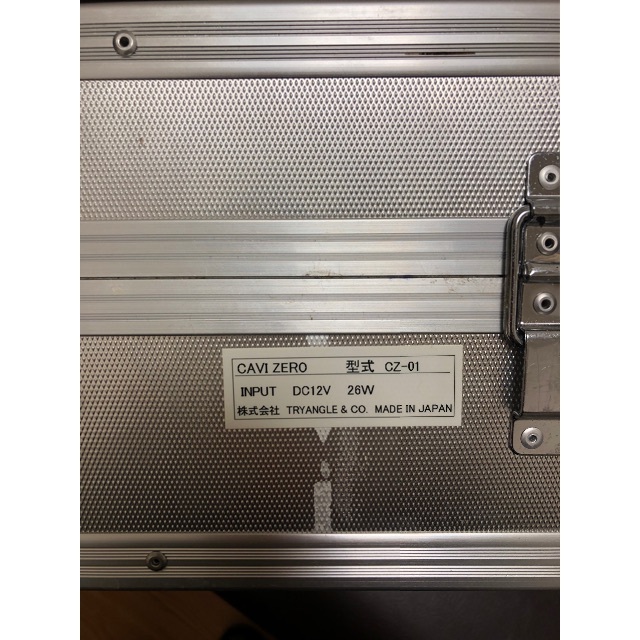 CAVI ZERO 型式 CZ-01
INPUT DC12V 26W
株式会社 TRYANGLE & CO. MADE IN JAPAN